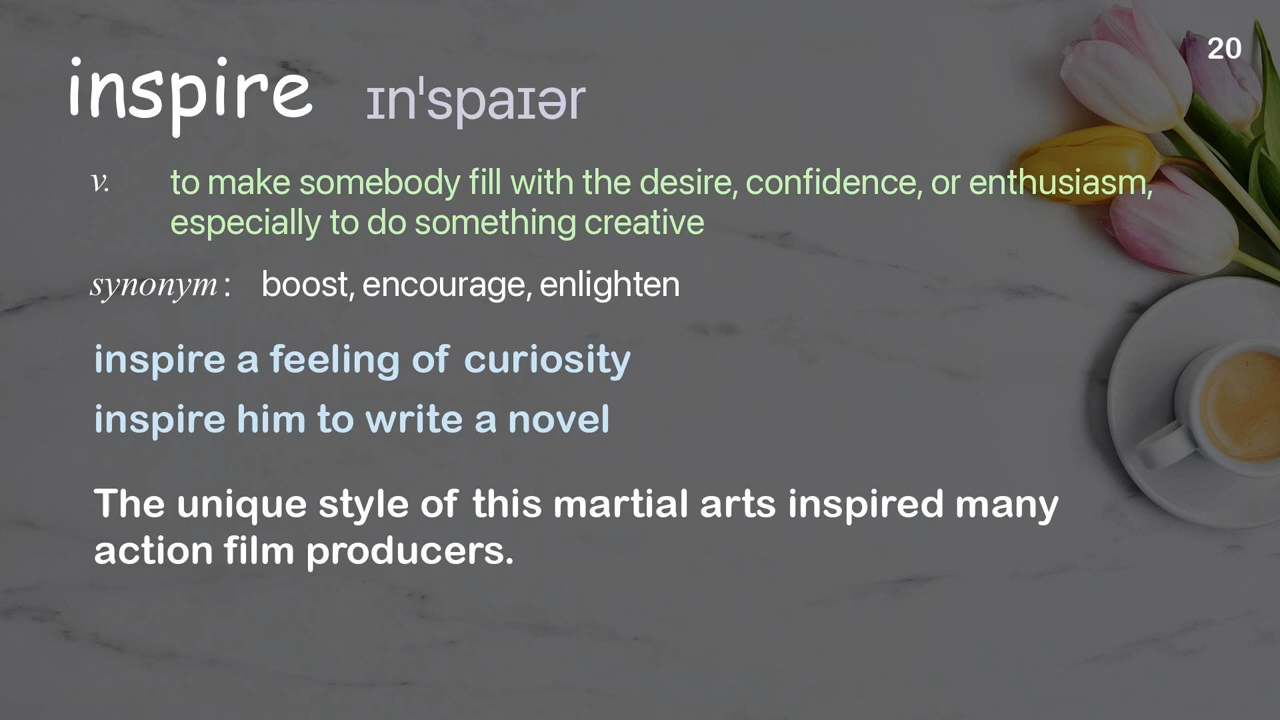 20
inspire ɪn'spaɪər
v. to make somebody fill with the desire, confidence, or enthusiasm,
especially to do something creative
synonym : boost, encourage, enlighten
inspire a feeling of curiosity
inspire him to write a novel
The unique style of this martial arts inspired many
action film producers.